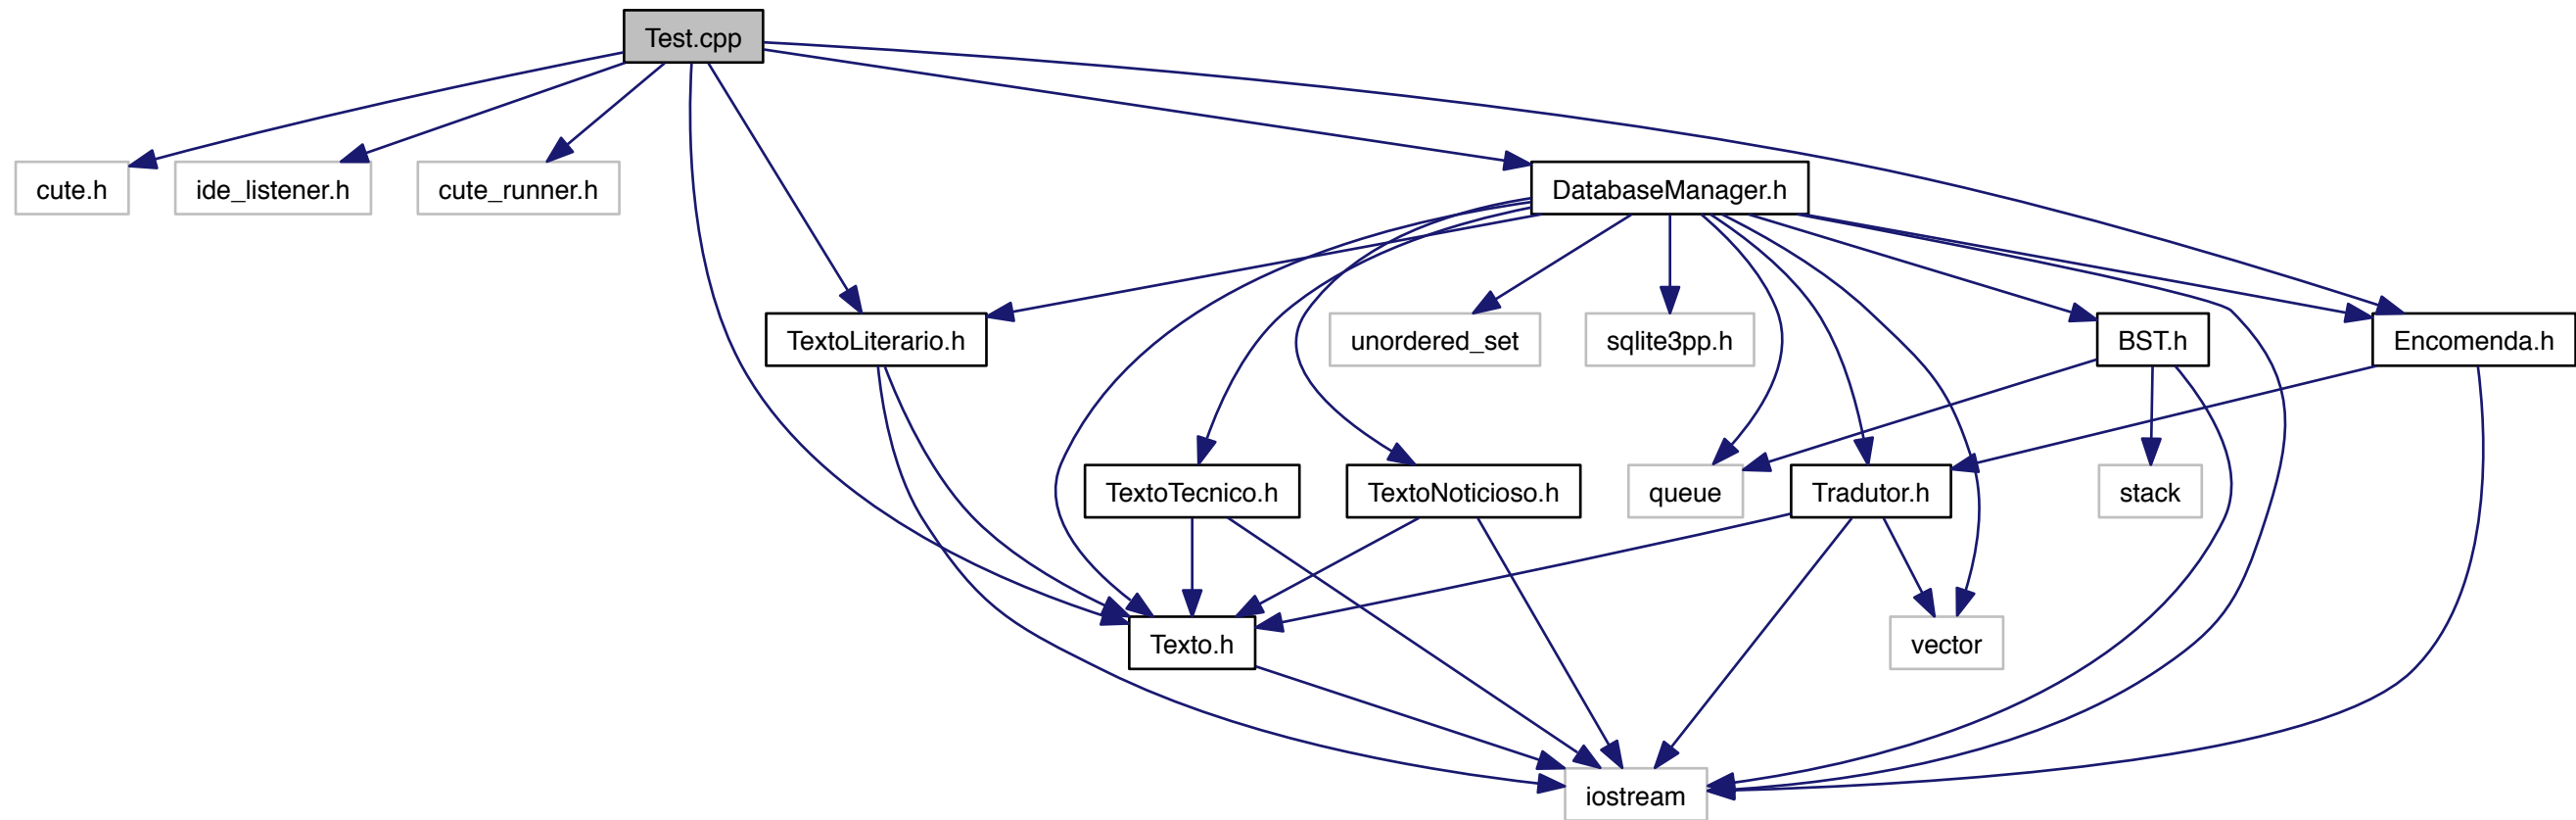 Test.cpp
cute.h
ide_listener.h
cute_runner.h
DatabaseManager.h
TextoLiterario.h
unordered_set
sqlite3pp.h
BST.h
Encomenda.h
TextoTecnico.h
TextoNoticioso.h
queue
Tradutor.h
stack
Texto.h
vector
iostream